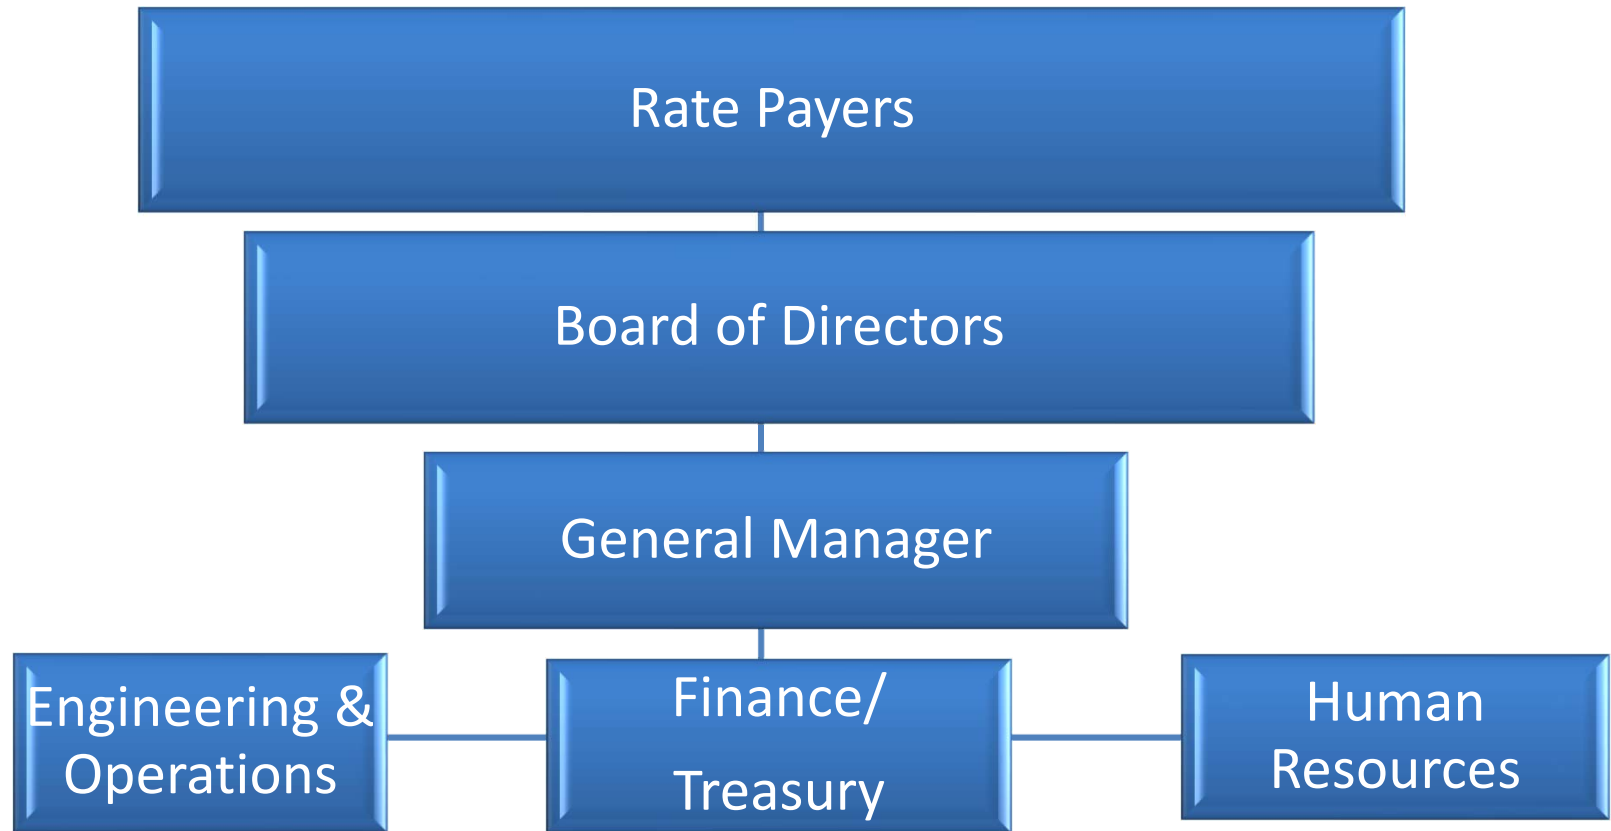 Rate Payers
Board of Directors
General Manager
Engineering &
Operations
Finance/
Treasury
Human
Resources